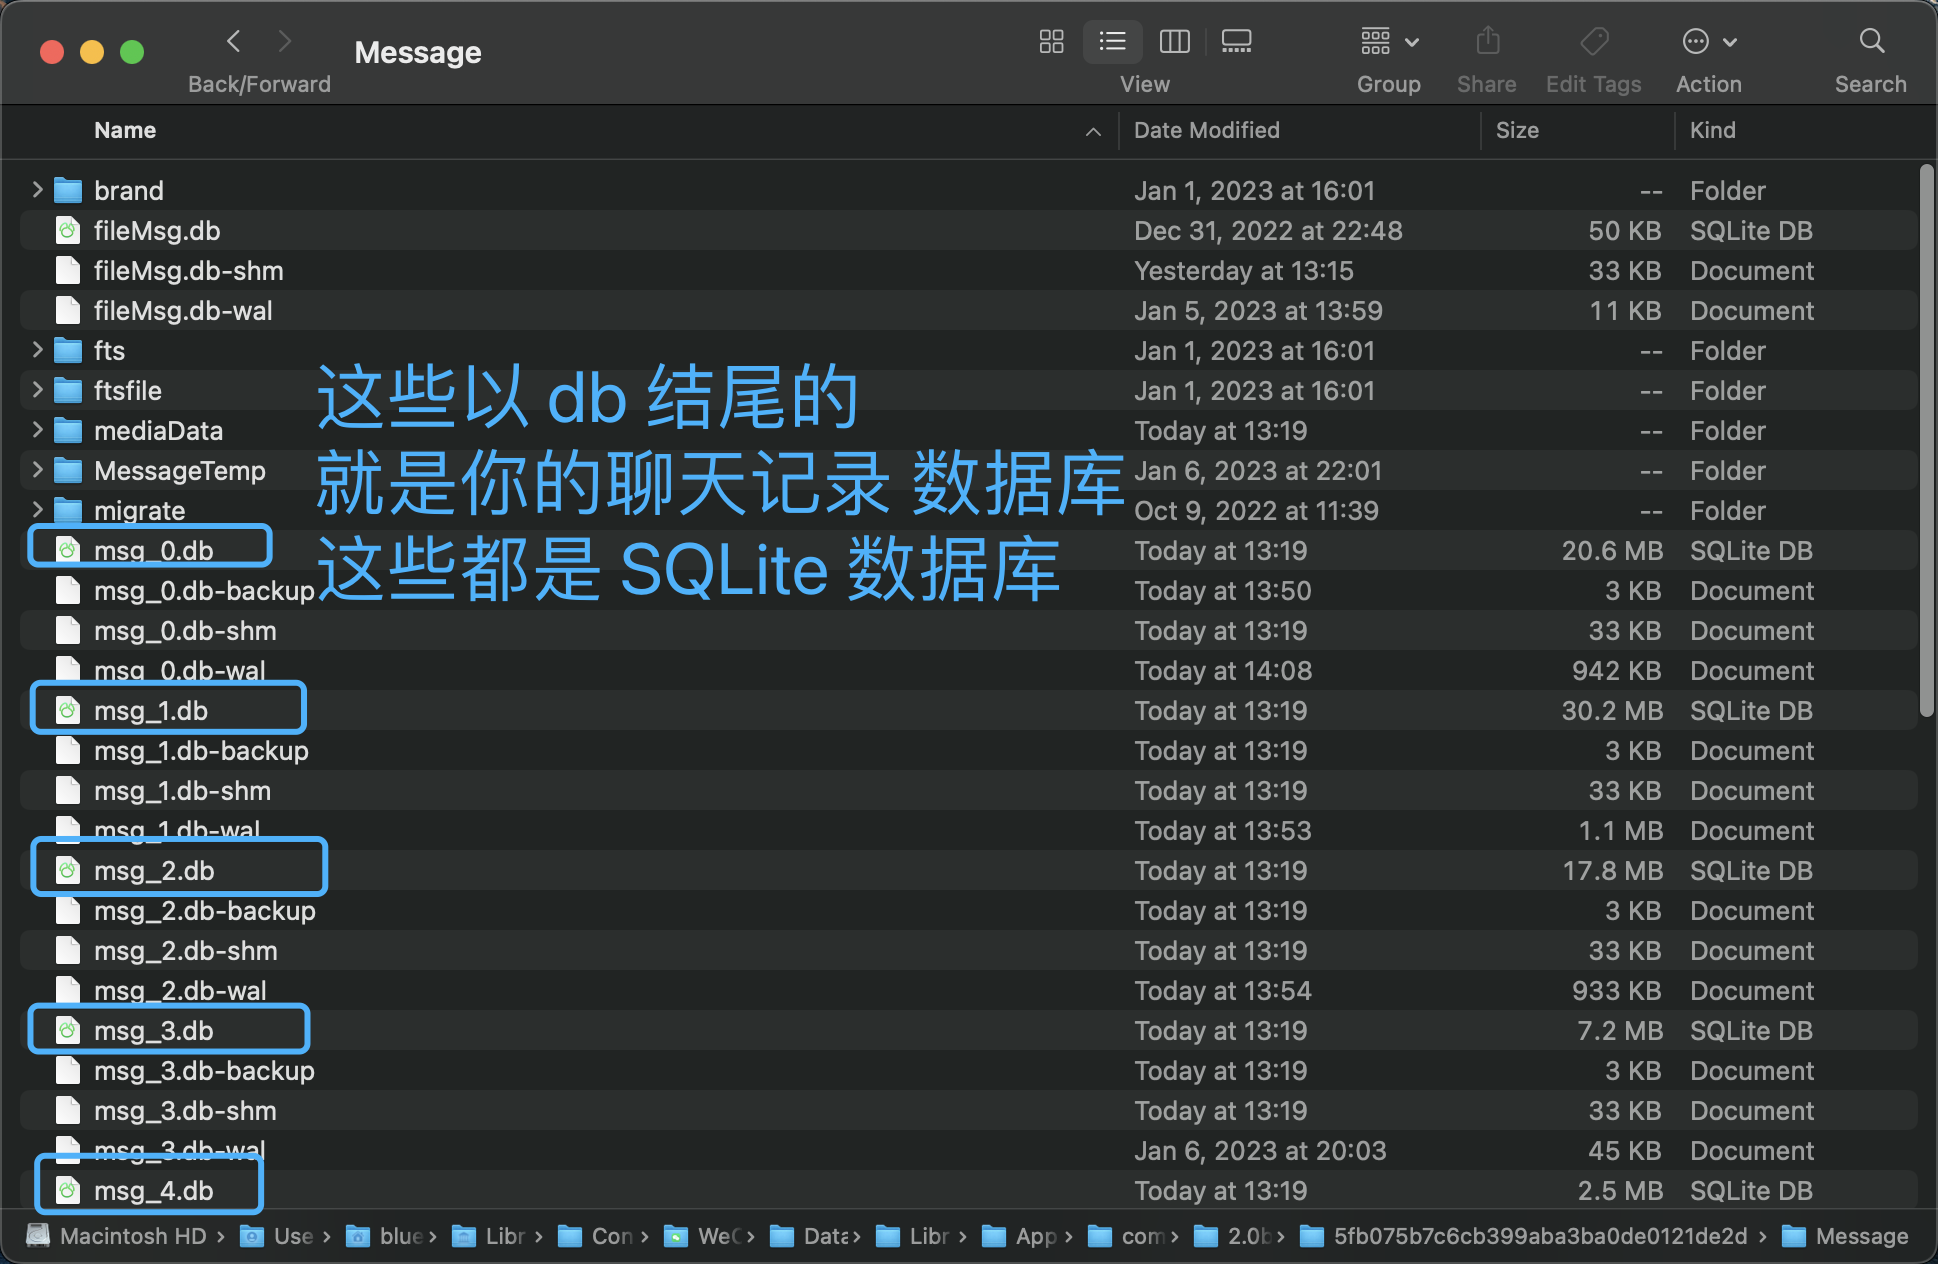 Message
Back/Forward
View
Group
Share
Edit Tags
Action
Search
Name Date Modified Size Kind
brand Jan 1, 2023 at 16:01 -- Folder
fileMsg.db Dec 31, 2022 at 22:48 50 KB SQLite DB
fileMsg.db-shm Yesterday at 13:15 33 KB Document
fileMsg.db-wal Jan 5, 2023 at 13:59 11 KB Document
fts Jan 1, 2023 at 16:01 -- Folder
ftsfile Jan 1, 2023 at 16:01 -- Folder
mediaData Today at 13:19 -- Folder
MessageTemp Jan 6, 2023 at 22:01 -- Folder
migrate Oct 9, 2022 at 11:39 -- Folder
这些以 db 结尾的
就是你的聊天记录 数据库
这些都是 SQLite 数据库
msg_0.db Today at 13:19 20.6 MB SQLite DB
msg_0.db-backup Today at 13:50 3 KB Document
msg_0.db-shm Today at 13:19 33 KB Document
msg_0.db-wal Today at 14:08 942 KB Document
msg_1.db Today at 13:19 30.2 MB SQLite DB
msg_1.db-backup Today at 13:19 3 KB Document
msg_1.db-shm Today at 13:19 33 KB Document
msg_1.db-wal Today at 13:53 1.1 MB Document
msg_2.db Today at 13:19 17.8 MB SQLite DB
msg_2.db-backup Today at 13:19 3 KB Document
msg_2.db-shm Today at 13:19 33 KB Document
msg_2.db-wal Today at 13:54 933 KB Document
msg_3.db Today at 13:19 7.2 MB SQLite DB
msg_3.db-backup Today at 13:19 3 KB Document
msg_3.db-shm Today at 13:19 33 KB Document
msg_3.db-wal Jan 6, 2023 at 20:03 45 KB Document
msg_4.db Today at 13:19 2.5 MB SQLite DB
Macintosh HD › Use › blue › Libr › Con › WeC › Data › Libr › App › com › 2.0b › 5fb075b7c6cb399aba3ba0de0121de2d › Message